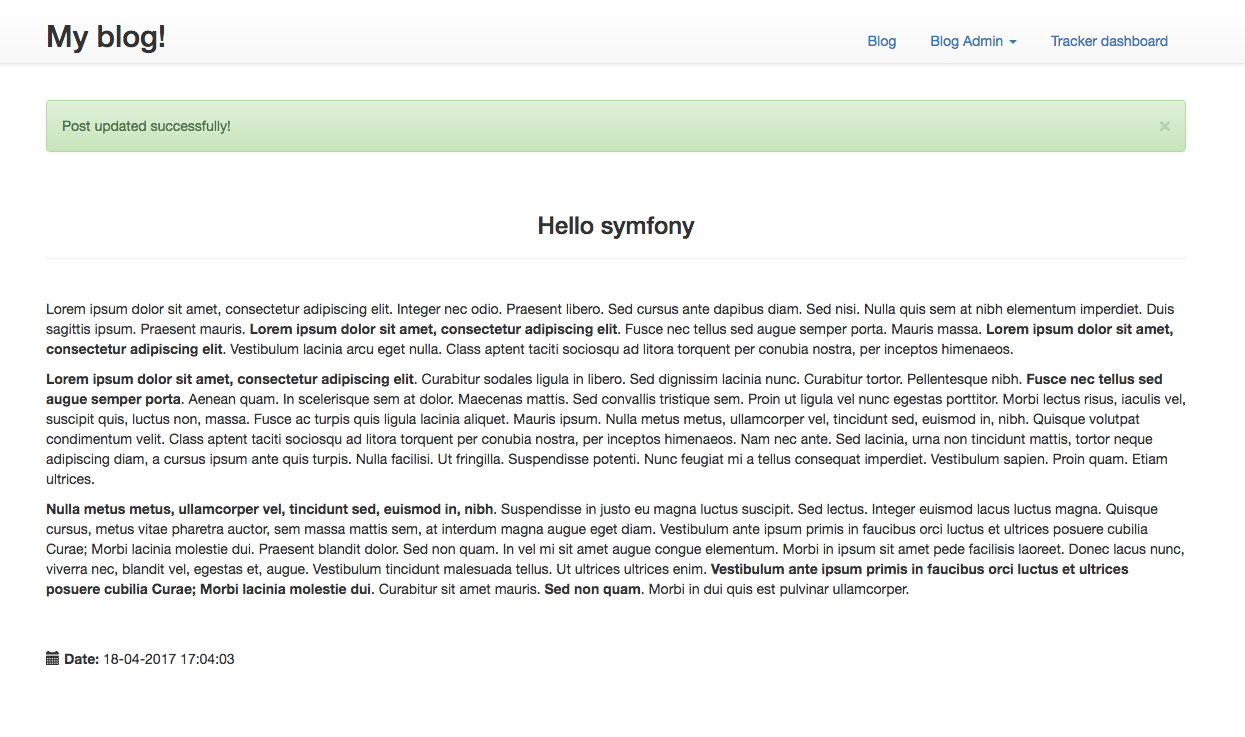 My blog!
Blog
Blog Admin
Tracker dashboard
Post updated successfully!
×
Hello symfony
Lorem ipsum dolor sit amet, consectetur adipiscing elit. Integer nec odio. Praesent libero. Sed cursus ante dapibus diam. Sed nisi. Nulla quis sem at nibh elementum imperdiet. Duis
sagittis ipsum. Praesent mauris. Lorem ipsum dolor sit amet, consectetur adipiscing elit. Fusce nec tellus sed augue semper porta. Mauris massa. Lorem ipsum dolor sit amet,
consectetur adipiscing elit. Vestibulum lacinia arcu eget nulla. Class aptent taciti sociosqu ad litora torquent per conubia nostra, per inceptos himenaeos.
Lorem ipsum dolor sit amet, consectetur adipiscing elit. Curabitur sodales ligula in libero. Sed dignissim lacinia nunc. Curabitur tortor. Pellentesque nibh. Fusce nec tellus sed
augue semper porta. Aenean quam. In scelerisque sem at dolor. Maecenas mattis. Sed convallis tristique sem. Proin ut ligula vel nunc egestas porttitor. Morbi lectus risus, iaculis vel,
suscipit quis, luctus non, massa. Fusce ac turpis quis ligula lacinia aliquet. Mauris ipsum. Nulla metus metus, ullamcorper vel, tincidunt sed, euismod in, nibh. Quisque volutpat
condimentum velit. Class aptent taciti sociosqu ad litora torquent per conubia nostra, per inceptos himenaeos. Nam nec ante. Sed lacinia, urna non tincidunt mattis, tortor neque
adipiscing diam, a cursus ipsum ante quis turpis. Nulla facilisi. Ut fringilla. Suspendisse potenti. Nunc feugiat mi a tellus consequat imperdiet. Vestibulum sapien. Proin quam. Etiam
ultrices.
Nulla metus metus, ullamcorper vel, tincidunt sed, euismod in, nibh. Suspendisse in justo eu magna luctus suscipit. Sed lectus. Integer euismod lacus luctus magna. Quisque
cursus, metus vitae pharetra auctor, sem massa mattis sem, at interdum magna augue eget diam. Vestibulum ante ipsum primis in faucibus orci luctus et ultrices posuere cubilia
Curae; Morbi lacinia molestie dui. Praesent blandit dolor. Sed non quam. In vel mi sit amet augue congue elementum. Morbi in ipsum sit amet pede facilisis laoreet. Donec lacus nunc,
viverra nec, blandit vel, egestas et, augue. Vestibulum tincidunt malesuada tellus. Ut ultrices ultrices enim. Vestibulum ante ipsum primis in faucibus orci luctus et ultrices
posuere cubilia Curae; Morbi lacinia molestie dui. Curabitur sit amet mauris. Sed non quam. Morbi in dui quis est pulvinar ullamcorper.
Date: 18-04-2017 17:04:03